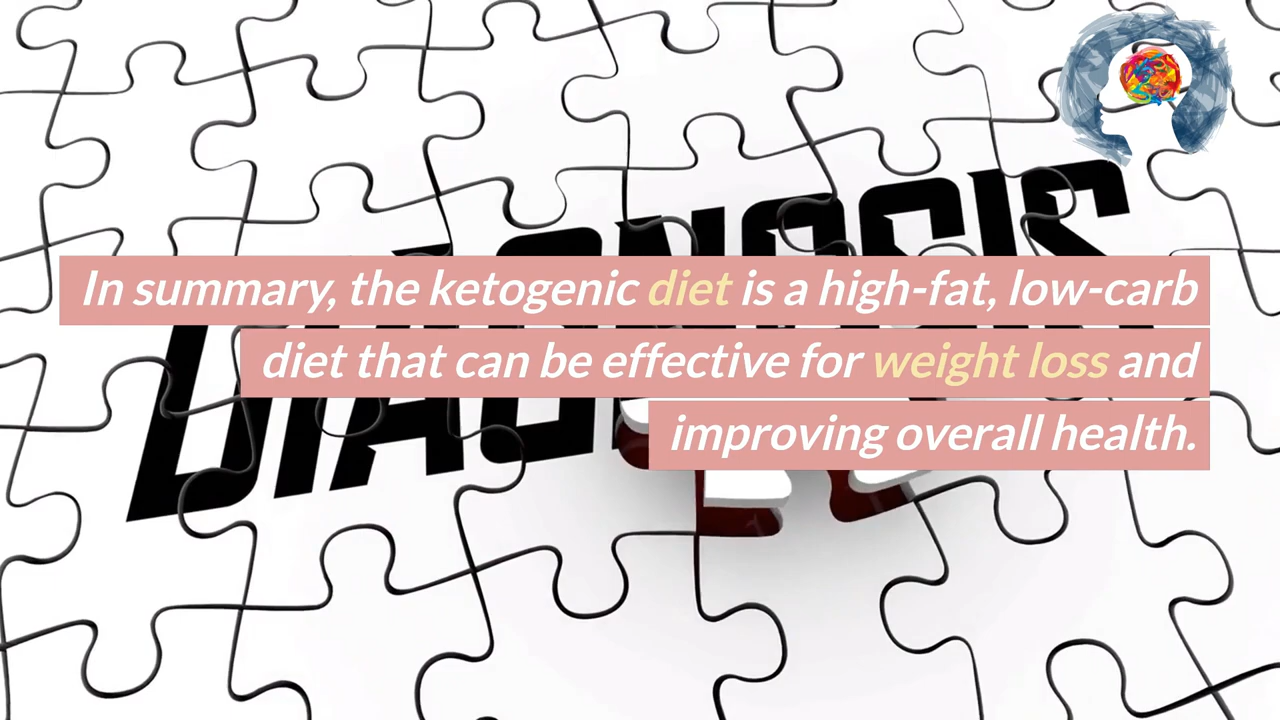 DIAGNOSIS
In summary, the ketogenic diet is a high-fat, low-carb
diet that can be effective for weight loss and
improving overall health.